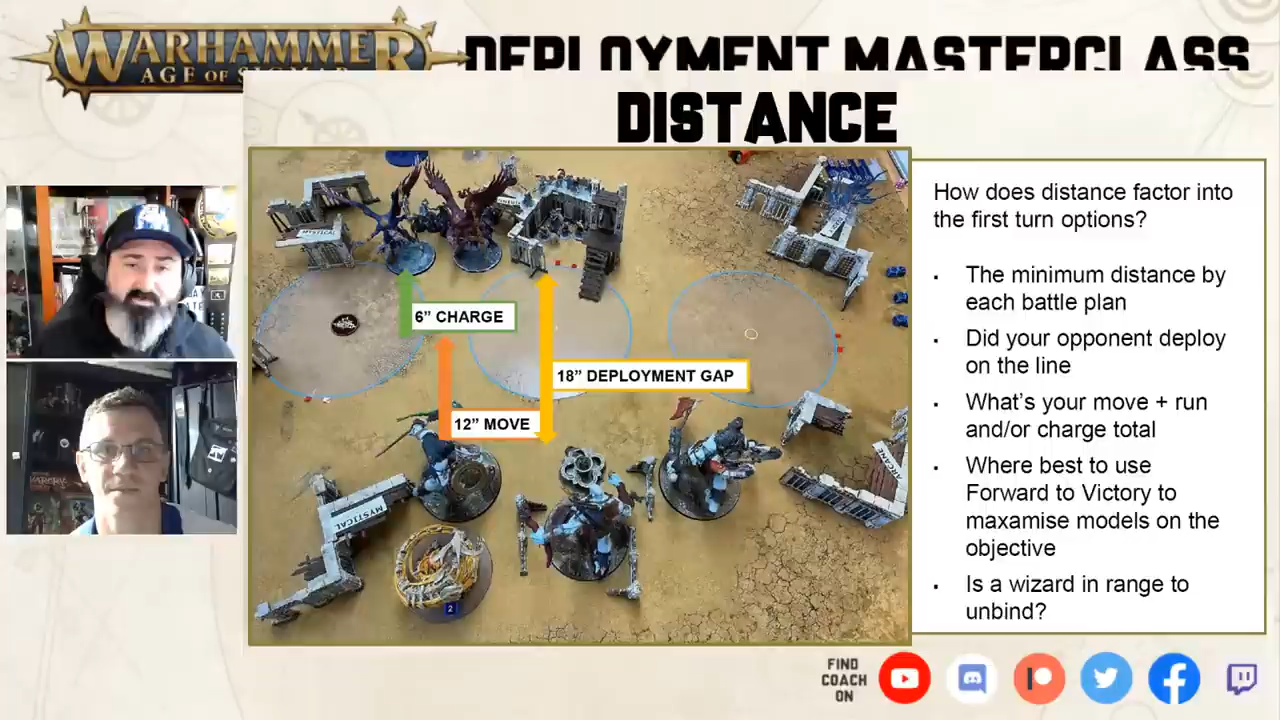 WARHAMMER
AGE OF SIGMAR
DEPLOYMENT MASTERCLASS
DISTANCE
MYSTICAL
6” CHARGE
18” DEPLOYMENT GAP
12” MOVE
MYSTICAL
ARCANE
2
How does distance factor into
the first turn options?
The minimum distance by
each battle plan
Did your opponent deploy
on the line
What’s your move + run
and/or charge total
Where best to use
Forward to Victory to
maxamise models on the
objective
Is a wizard in range to
unbind?
FIND
COACH
ON